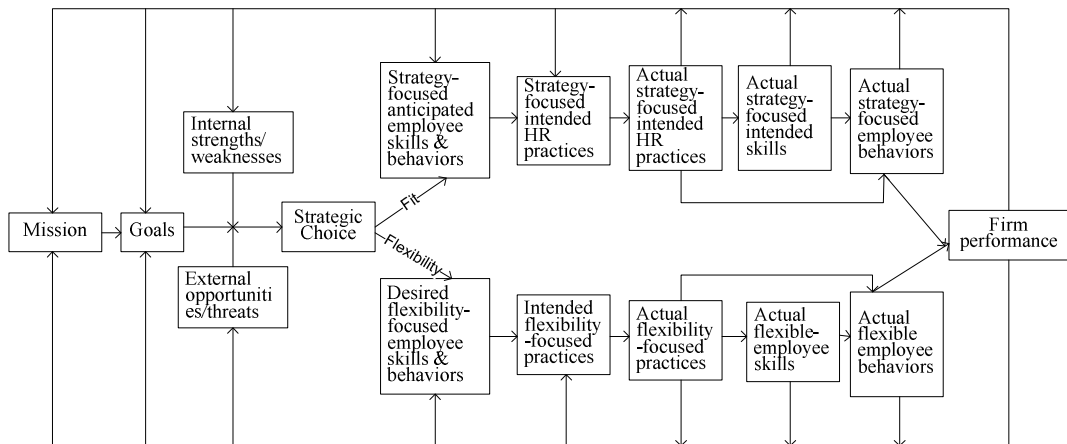 Mission
Goals
Internal
strengths/
weaknesses
External
opportuniti
es/threats
Strategic
Choice
Fit
Flexibility
Strategy-
focused
anticipated
employee
skills &
behaviors
Strategy-
focused
intended
HR
practices
Actual
strategy-
focused
intended
HR
practices
Actual
strategy-
focused
intended
skills
Actual
strategy-
focused
employee
behaviors
Desired
flexibility-
focused
employee
skills &
behaviors
Intended
flexibility
-focused
practices
Actual
flexibility
-focused
practices
Actual
flexible-
employee
skills
Actual
flexible
employee
behaviors
Firm
performance